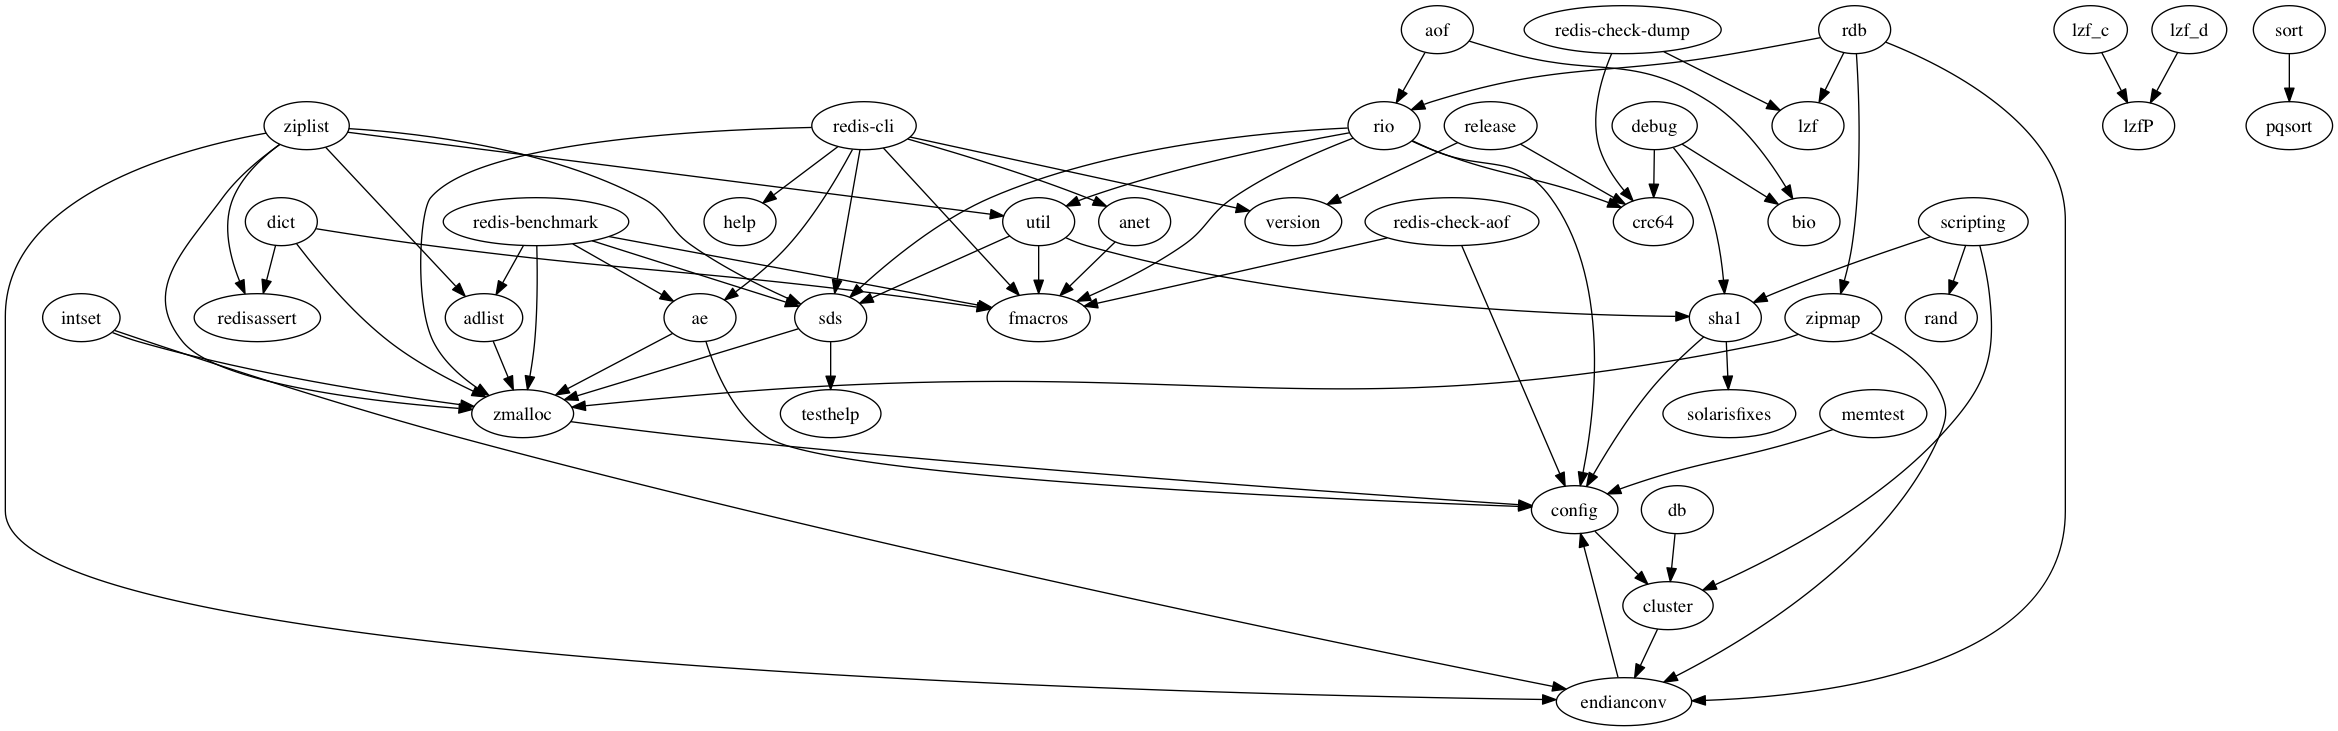 aof
redis-check-dump
rdb
lzf_c
lzf_d
sort
ziplist
redis-cli
rio
release
debug
lzf
lzfP
pqsort
dict
redis-benchmark
help
util
anet
version
redis-check-aof
crc64
bio
scripting
intset
redisassert
adlist
ae
sds
fmacros
sha1
zipmap
rand
zmalloc
testhelp
solarisfixes
memtest
config
db
cluster
endianconv